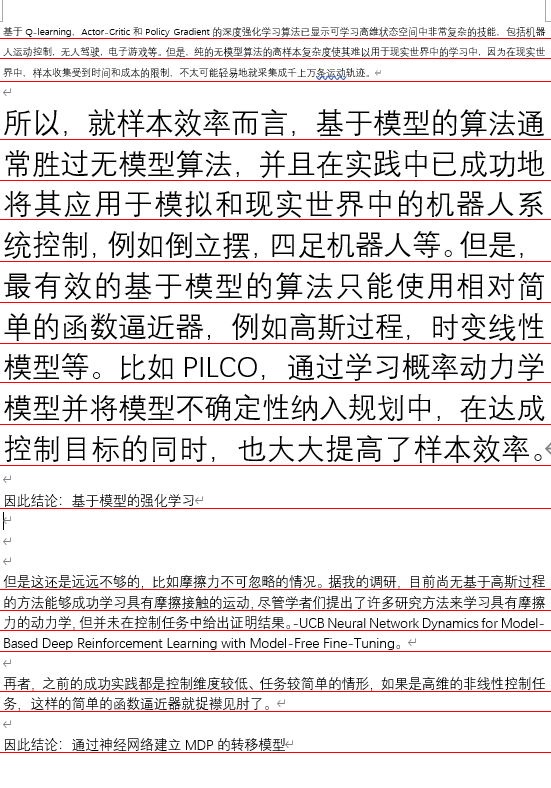 基于 Q-learning，Actor-Critic 和 Policy Gradient 的深度强化学习算法已显示可学习高维状态空间中非常复杂的技能，包括机器
人运动控制，无人驾驶，电子游戏等。但是，纯的无模型算法的高样本复杂度使其难以用于现实世界中的学习中，因为在现实世
界中，样本收集受到时间和成本的限制，不太可能轻易地就采集成千上万条运动轨迹。
所以，就样本效率而言，基于模型的算法通
常胜过无模型算法，并且在实践中已成功地
将其应用于模拟和现实世界中的机器人系
统控制，例如倒立摆，四足机器人等。但是，
最有效的基于模型的算法只能使用相对简
单的函数逼近器，例如高斯过程，时变线性
模型等。比如 PILCO，通过学习概率动力学
模型并将模型不确定性纳入规划中，在达成
控制目标的同时，也大大提高了样本效率。
因此结论：基于模型的强化学习
但是这还是远远不够的，比如摩擦力不可忽略的情况。据我的调研，目前尚无基于高斯过程
的方法能够成功学习具有摩擦接触的运动，尽管学者们提出了许多研究方法来学习具有摩擦
力的动力学，但并未在控制任务中给出证明结果。-UCB Neural Network Dynamics for Model-
Based Deep Reinforcement Learning with Model-Free Fine-Tuning。
再者，之前的成功实践都是控制维度较低、任务较简单的情形，如果是高维的非线性控制任
务，这样的简单的函数逼近器就捉襟见肘了。
因此结论：通过神经网络建立 MDP 的转移模型